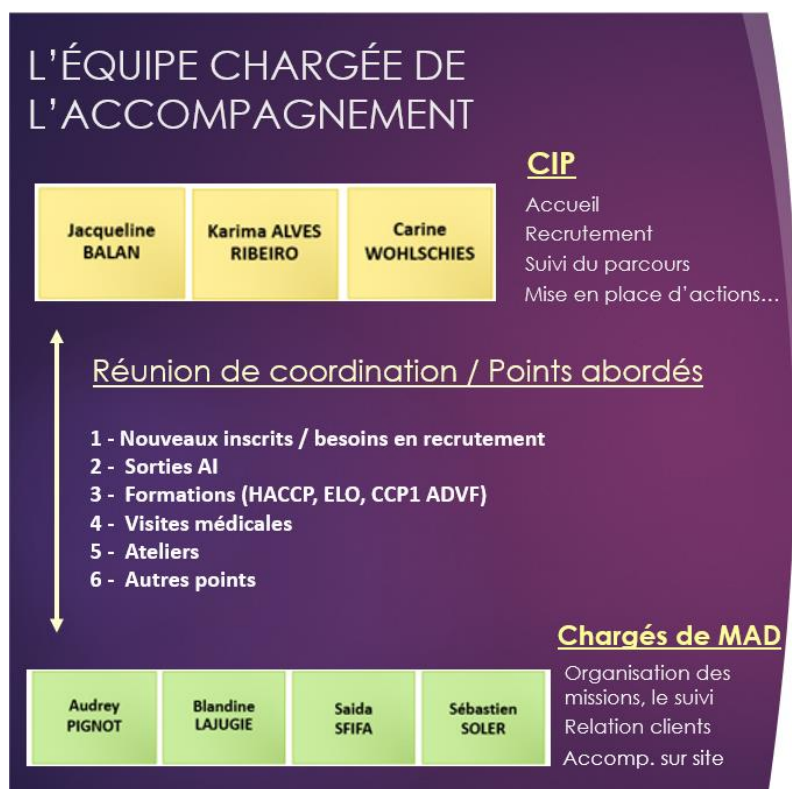 L'ÉQUIPE CHARGÉE DE
L'ACCOMPAGNEMENT
CIP
Jacqueline
BALAN
Karima ALVES
RIBEIRO
Carine
WOHLSCHIES
Accueil
Recrutement
Suivi du parcours
Mise en place d'actions...
Réunion de coordination / Points abordés
1 - Nouveaux inscrits / besoins en recrutement
2 - Sorties AI
3 - Formations (HACCP, ELO, CCP1 ADVF)
4 - Visites médicales
5 - Ateliers
6 - Autres points
Chargés de MAD
Audrey
PIGNOT
Blandine
LAJUGIE
Saida
SFIFA
Sébastien
SOLER
Organisation des
missions, le suivi
Relation clients
Accomp. sur site